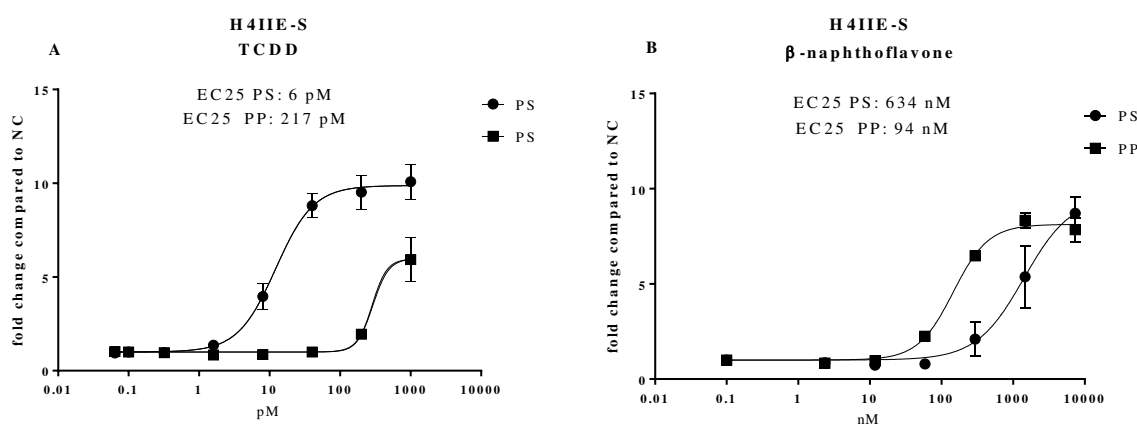 H4IIE-S
TCDD
A
EC25 PS: 6 pM
EC25 PP: 217 pM
PS
PS
fold change compared to NC
15
10
5
0
0.01 0.1 1 10 100 1000 10000
pM
H4IIE-S
β-naphthoflavone
B
EC25 PS: 634 nM
EC25 PP: 94 nM
PS
PP
fold change compared to NC
15
10
5
0
0.01 0.1 1 10 100 1000 10000
nM